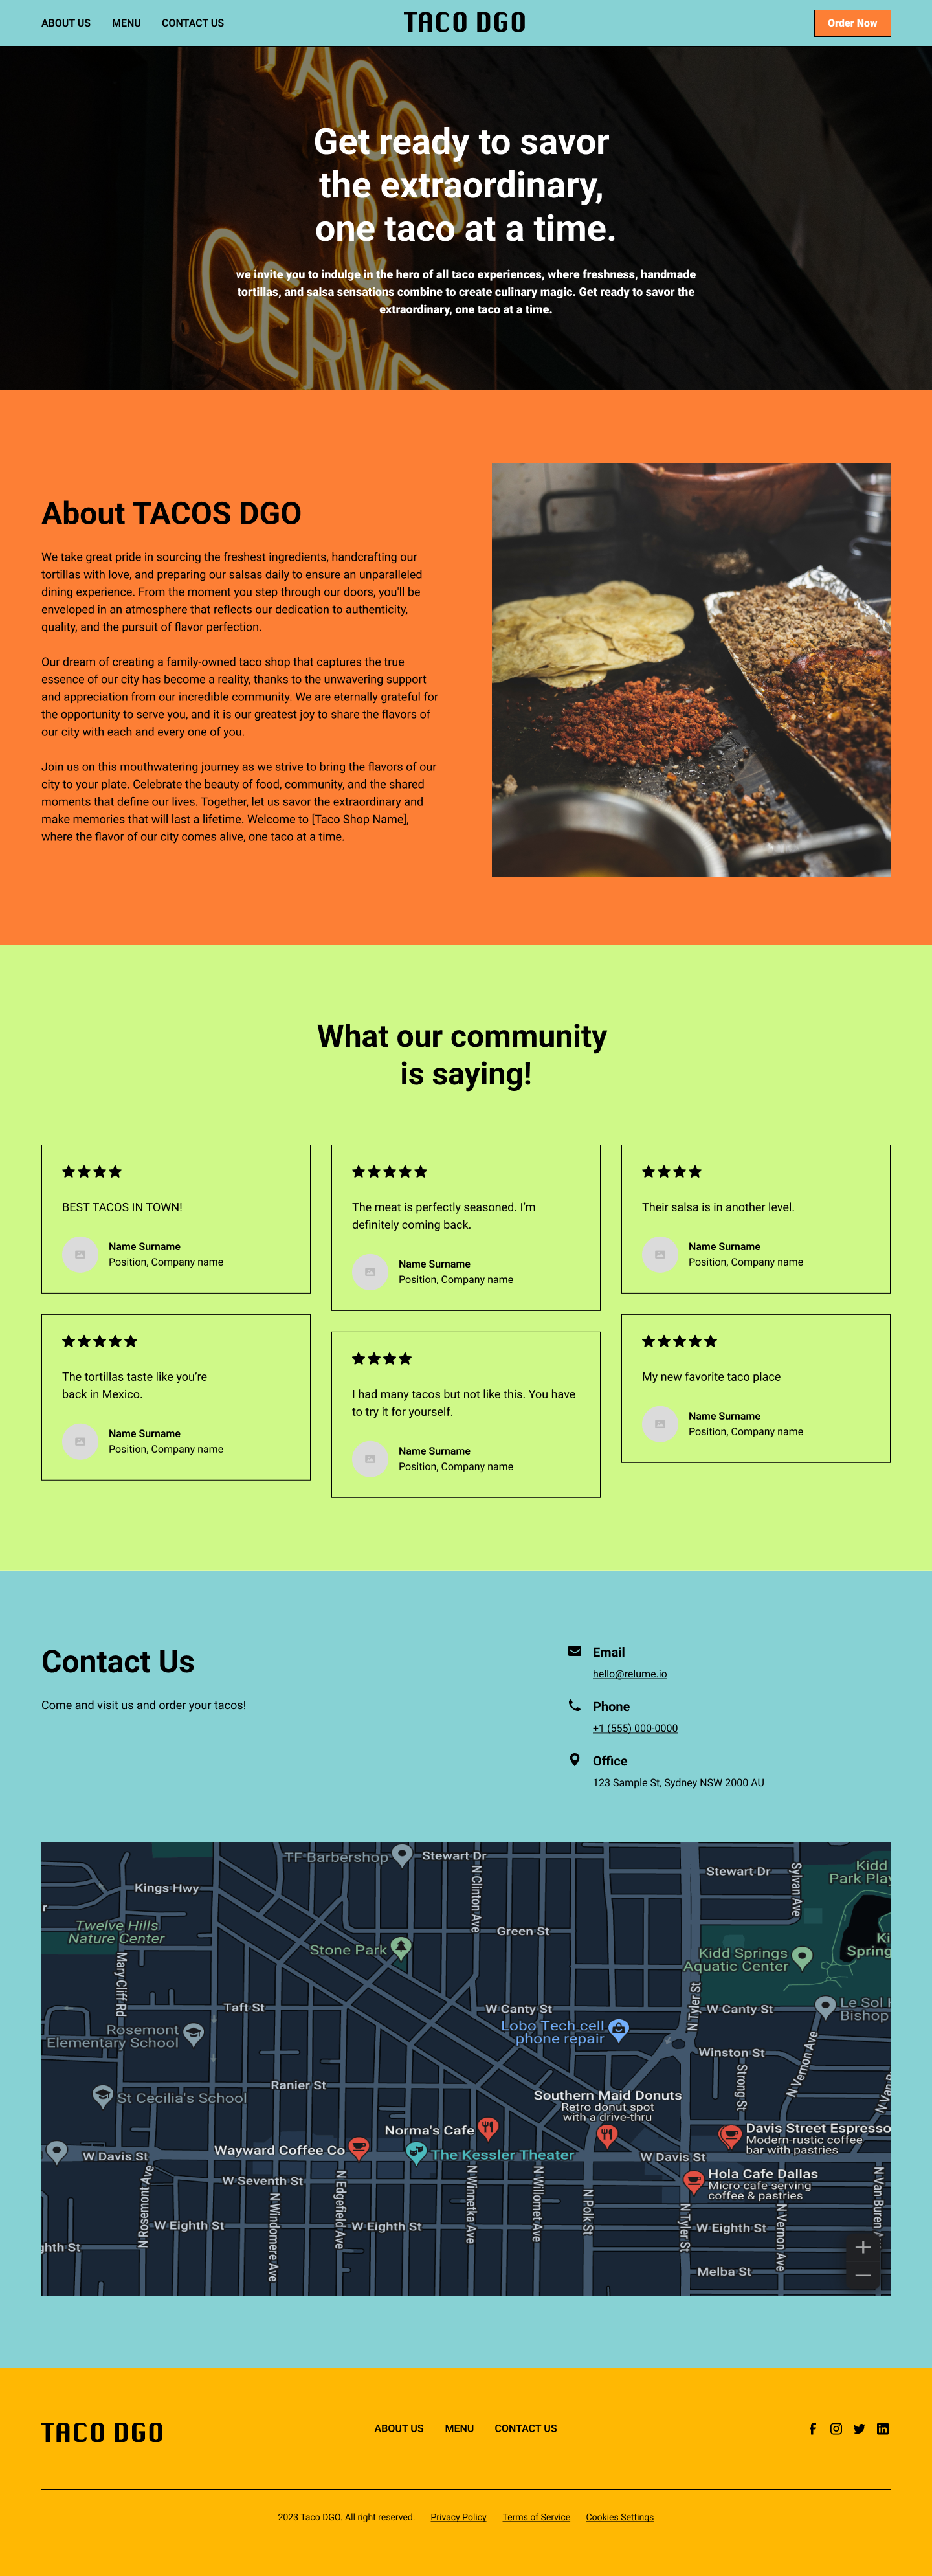 ABOUT US
MENU
CONTACT US
TACO DGO
Order Now
Get ready to savor
the extraordinary,
one taco at a time.
we invite you to indulge in the hero of all taco experiences, where freshness, handmade
tortillas, and salsa sensations combine to create culinary magic. Get ready to savor the
extraordinary, one taco at a time.
About TACOS DGO
We take great pride in sourcing the freshest ingredients, handcrafting our
tortillas with love, and preparing our salsas daily to ensure an unparalleled
dining experience. From the moment you step through our doors, you'll be
enveloped in an atmosphere that reflects our dedication to authenticity,
quality, and the pursuit of flavor perfection.
Our dream of creating a family-owned taco shop that captures the true
essence of our city has become a reality, thanks to the unwavering support
and appreciation from our incredible community. We are eternally grateful for
the opportunity to serve you, and it is our greatest joy to share the flavors of
our city with each and every one of you.
Join us on this mouthwatering journey as we strive to bring the flavors of our
city to your plate. Celebrate the beauty of food, community, and the shared
moments that define our lives. Together, let us savor the extraordinary and
make memories that will last a lifetime. Welcome to [Taco Shop Name],
where the flavor of our city comes alive, one taco at a time.
What our community
is saying!
BEST TACOS IN TOWN!
Name Surname
Position, Company name
The meat is perfectly seasoned. I'm
definitely coming back.
Name Surname
Position, Company name
Their salsa is in another level.
Name Surname
Position, Company name
The tortillas taste like you're
back in Mexico.
Name Surname
Position, Company name
I had many tacos but not like this. You have
to try it for yourself.
Name Surname
Position, Company name
My new favorite taco place
Name Surname
Position, Company name
Contact Us
Come and visit us and order your tacos!
Email
hello@relume.io
Phone
+1 (555) 000-0000
Office
123 Sample St, Sydney NSW 2000 AU
TF Barbershop
Stewart Dr
Stewart Dr
Sylvan Ave
Kidd
Park Play
Kings Hwy
N Clinton Ave
Twelve Hills
Nature Center
Green St
Stone Park
Kidd Springs
Aquatic Center
Ki
Spring
Mary Cliff Rd
Taft St
W Canty St
N Tyler St
W Canty St
Le Sol
Bishop
Rosemont
Elementary School
Lobo Tech cell
phone repair
Winston St
N Vernon Ave
Strong St
Ranier St
St Cecilia's School
Southern Maid Donuts
Retro donut spot
with a drive-thru
Norma's Cafe
Davis Street Espresso
Modern-rustic coffee
bar with pastries
Wayward Coffee Co
The Kessler Theater
W Davis St
W Davis St
Hola Cafe Dallas
Micro cafe serving
coffee & pastries
W Seventh St
N Rosemont Ave
N Windomere Ave
N Edgefield Ave
N Winnetka Ave
N Willomet Ave
N Polk St
N Tyler St
N Vernon Ave
N Van Buren
W Eighth St
W Eighth St
W Eighth St
ghth St
Melba St
TACO DGO
ABOUT US
MENU
CONTACT US
2023 Taco DGO. All right reserved.
Privacy Policy
Terms of Service
Cookies Settings